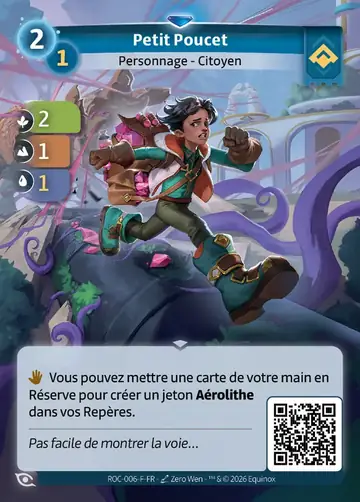 2
1
Petit Poucet
Personnage - Citoyen
2
1
1
Vous pouvez mettre une carte de votre main en
Réserve pour créer un jeton Aérolithe
dans vos Repères.
Pas facile de montrer la voie...
ROC-006-F-FR - Zero Wen - ™ & © 2026 Equinox